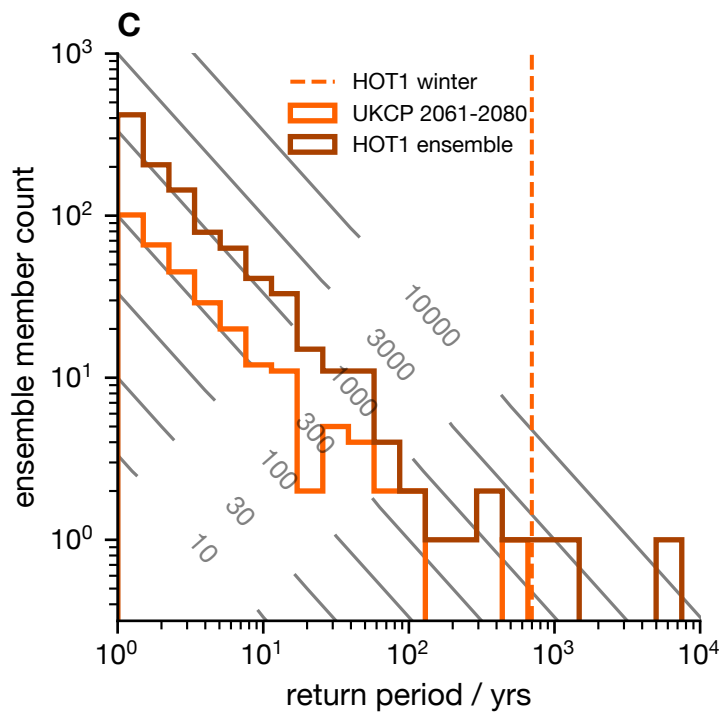 C
10³
HOT1 winter
UKCP 2061-2080
HOT1 ensemble
10²
10000
3000
10¹
1000
300
100
30
10⁰
10
ensemble member count
10⁰ 10¹ 10² 10³ 10⁴
return period / yrs